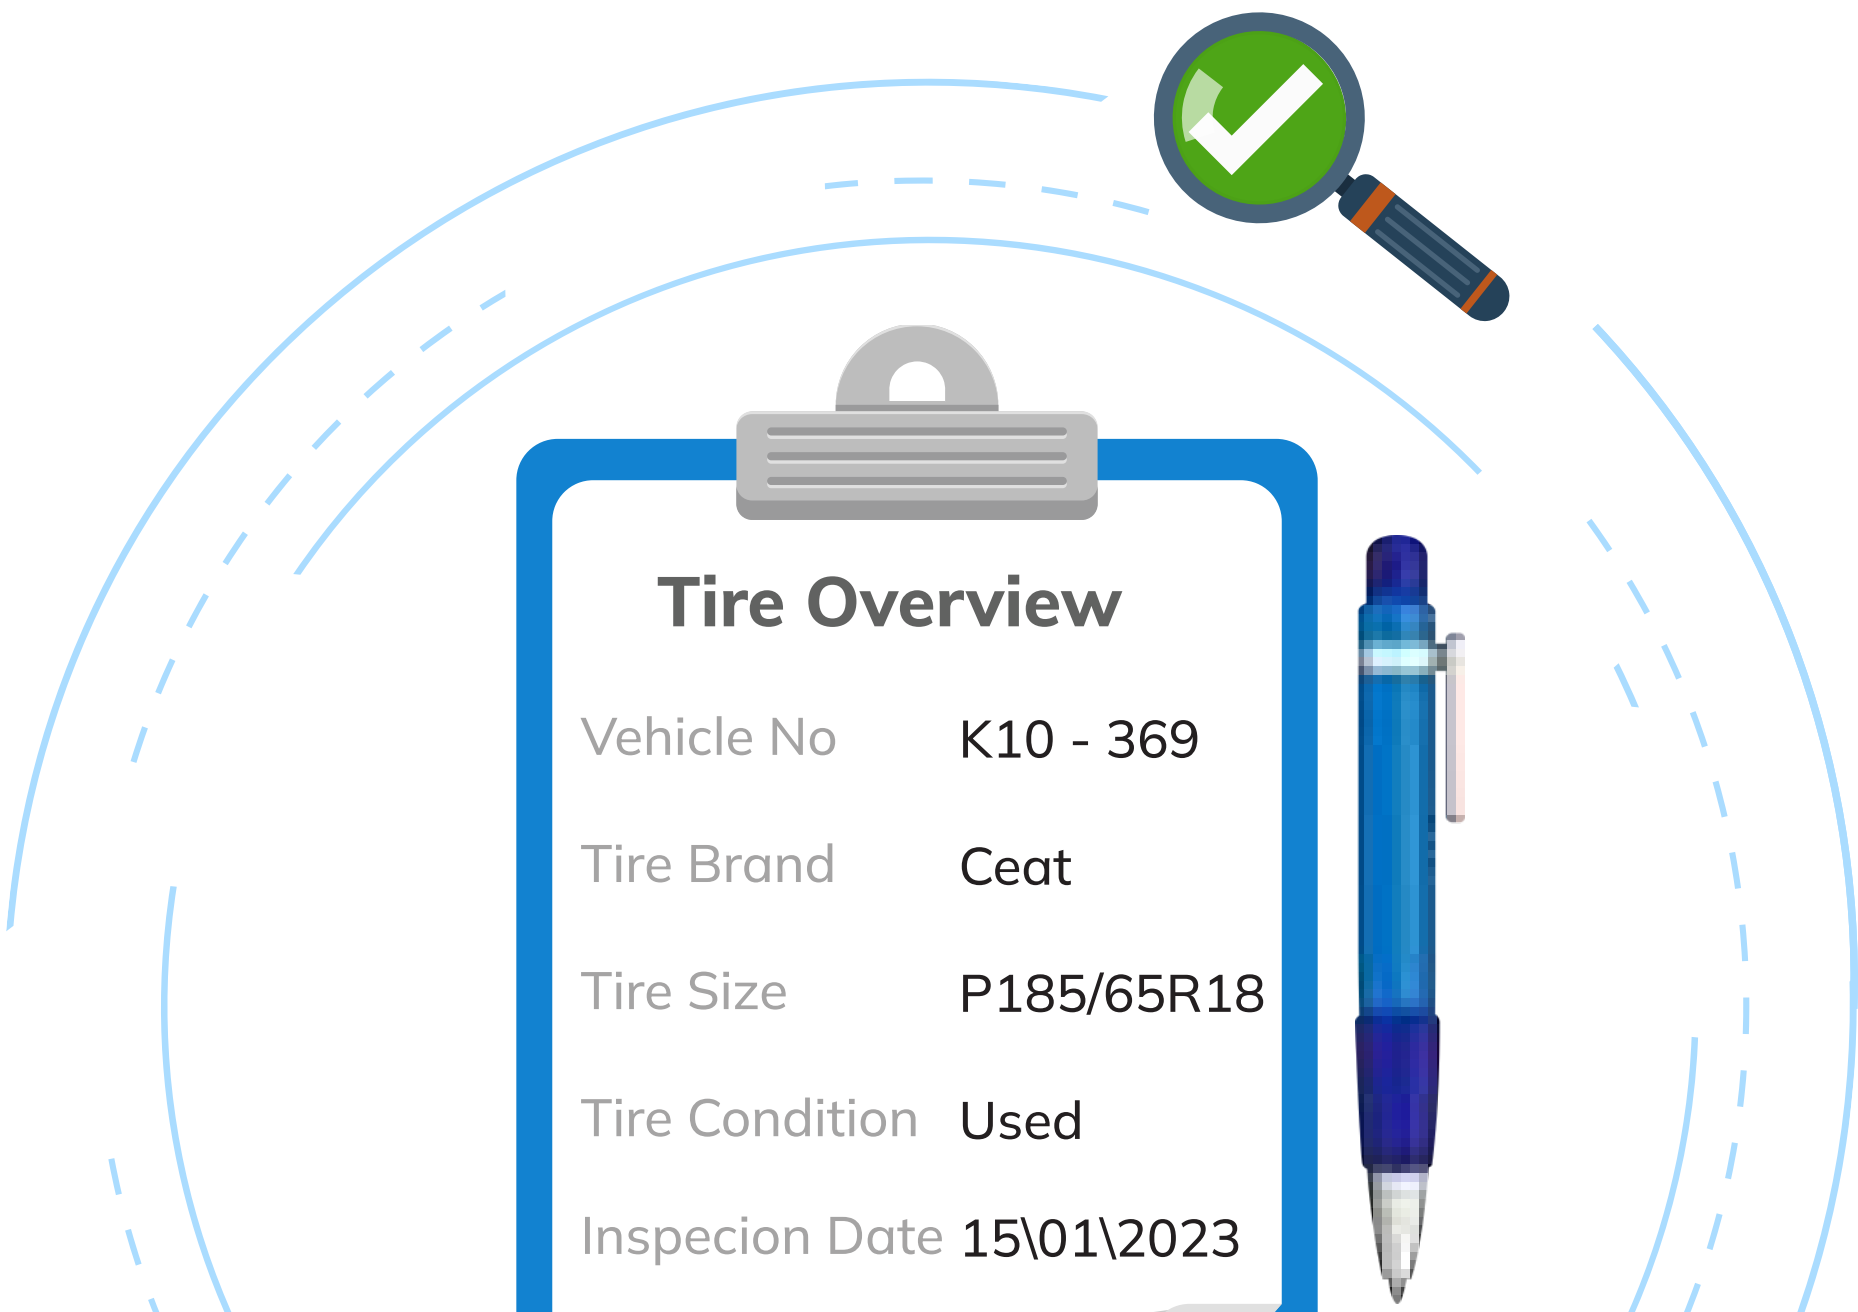 Tire Overview
Vehicle No K10 - 369
Tire Brand Ceat
Tire Size P185/65R18
Tire Condition Used
Inspecion Date 15\01\2023